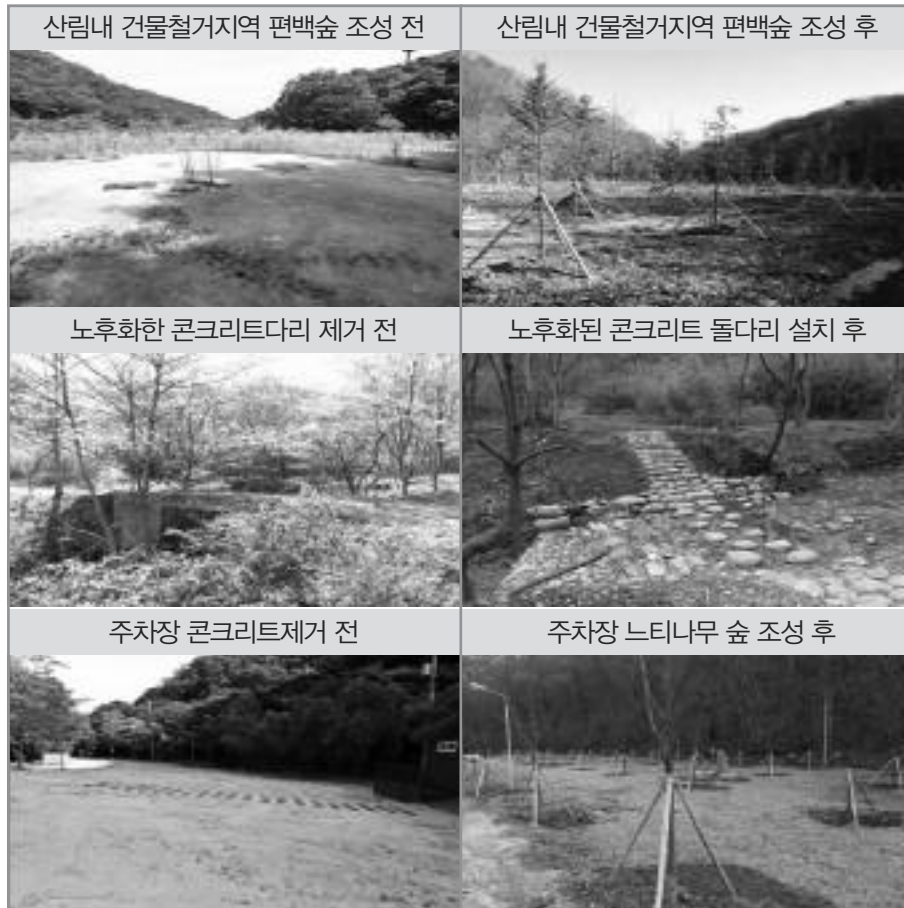 산림내 건물철거지역 편백숲 조성 전
산림내 건물철거지역 편백숲 조성 후
노후화한 콘크리트다리 제거 전
노후화된 콘크리트 돌다리 설치 후
주차장 콘크리트제거 전
주차장 느티나무 숲 조성 후